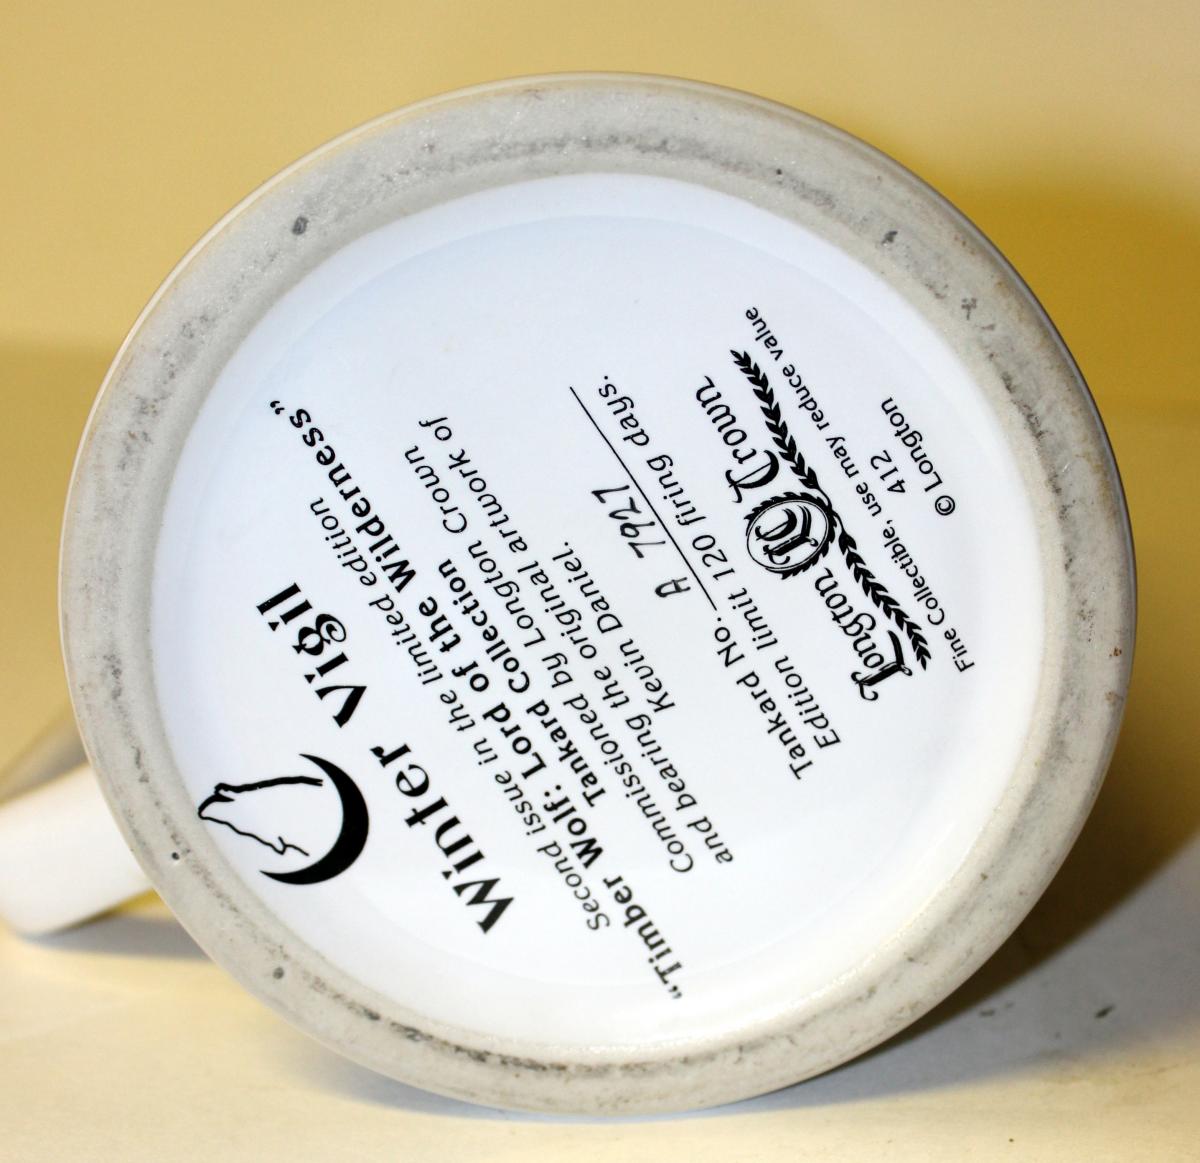 Winter Vigil
Second issue in the limited edition
“Timber Wolf: Lord of the Wilderness”
Tankard Collection
Commissioned by Longton Crown
and bearing the original artwork of
Kevin Daniel.
Tankard No. A 7927
Edition limit 120 firing days.
Longton LC Crown
Fine Collectible, use may reduce value
412
© Longton